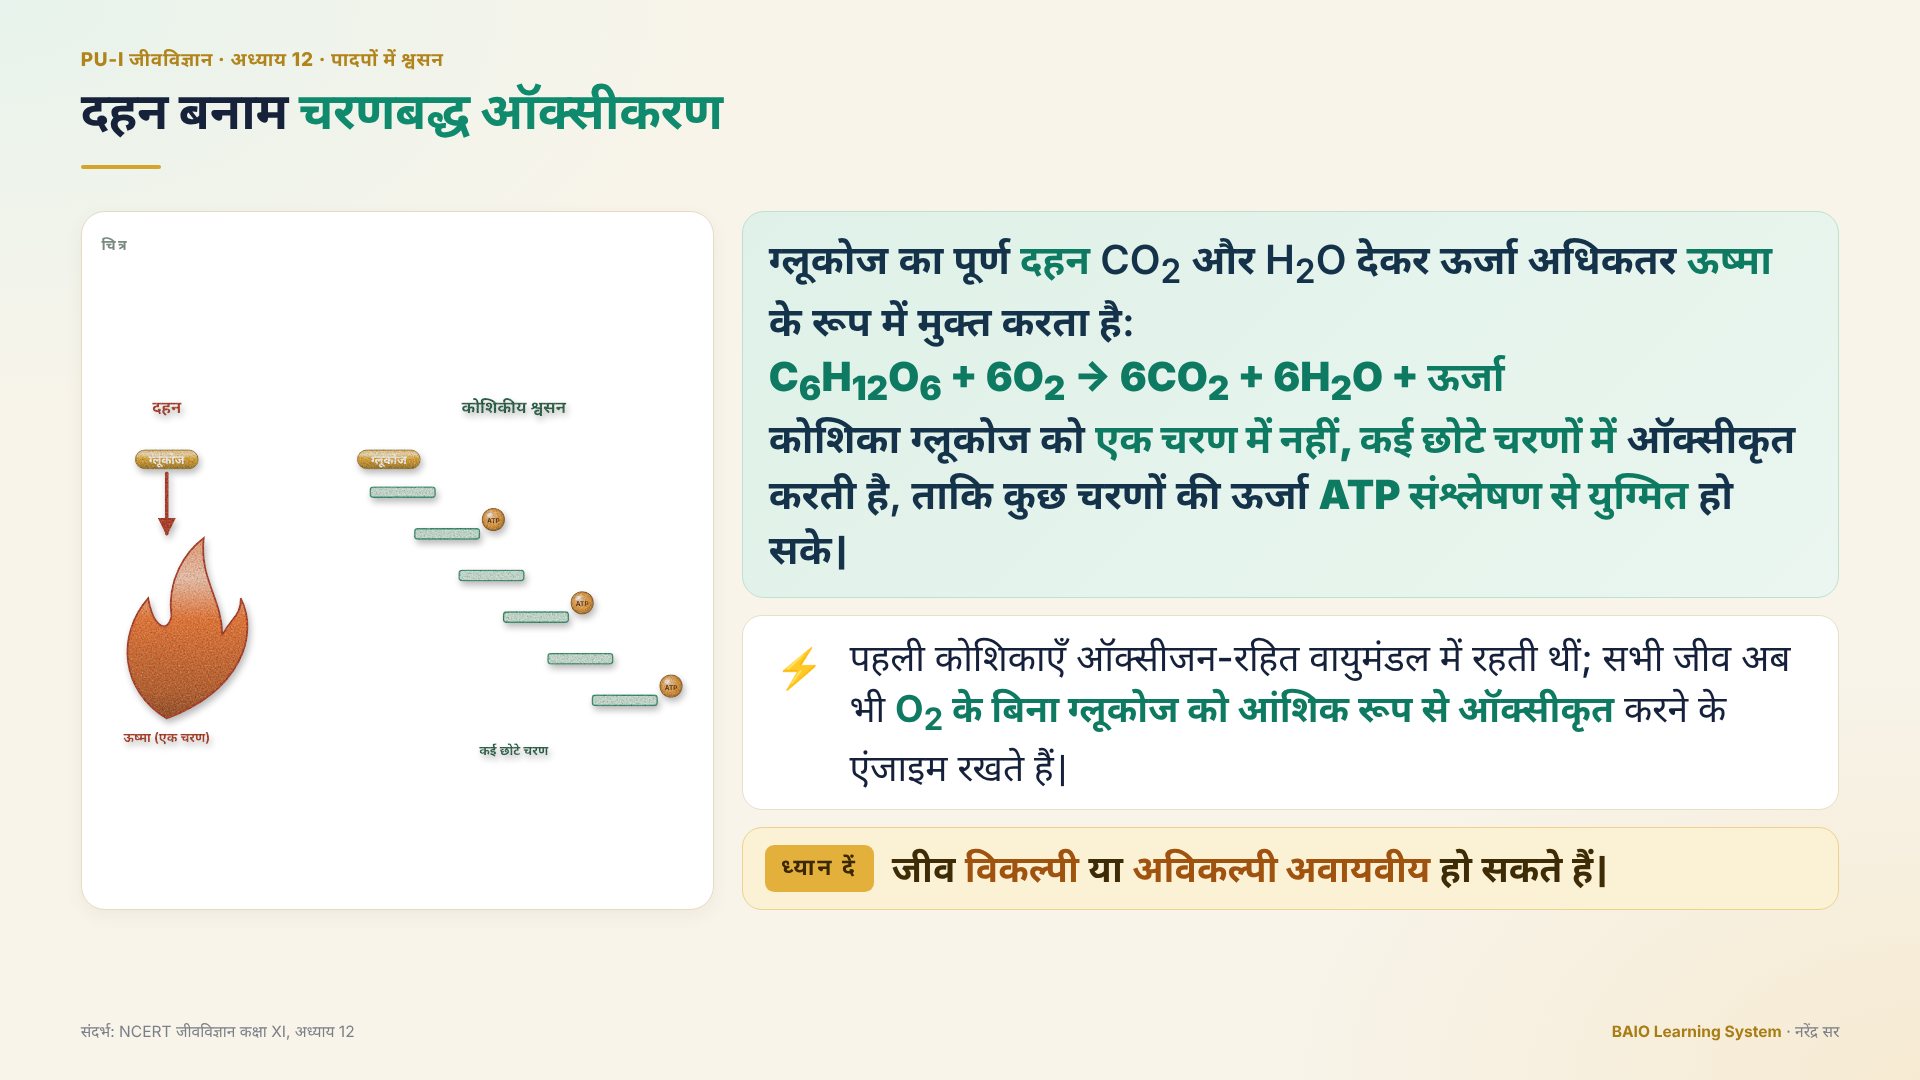 PU-I जीवविज्ञान · अध्याय 12 · पादपों में श्वसन
दहन बनाम चरणबद्ध ऑक्सीकरण
चित्र
दहन
कोशिकीय श्वसन
ग्लूकोज
ग्लूकोज
ATP
ATP
ATP
ऊष्मा (एक चरण)
कई छोटे चरण
ग्लूकोज का पूर्ण दहन CO₂ और H₂O देकर ऊर्जा अधिकतर ऊष्मा
के रूप में मुक्त करता है:
C₆H₁₂O₆ + 6O₂ → 6CO₂ + 6H₂O + ऊर्जा
कोशिका ग्लूकोज को एक चरण में नहीं, कई छोटे चरणों में ऑक्सीकृत
करती है, ताकि कुछ चरणों की ऊर्जा ATP संश्लेषण से युग्मित हो
सके|
⚡ पहली कोशिकाएँ ऑक्सीजन-रहित वायुमंडल में रहती थीं; सभी जीव अब
भी O₂ के बिना ग्लूकोज को आंशिक रूप से ऑक्सीकृत करने के
एंजाइम रखते हैं|
ध्यान दें जीव विकल्पी या अविकल्पी अवायवीय हो सकते हैं|
संदर्भ: NCERT जीवविज्ञान कक्षा XI, अध्याय 12
BAIO Learning System · नरेंद्र सर